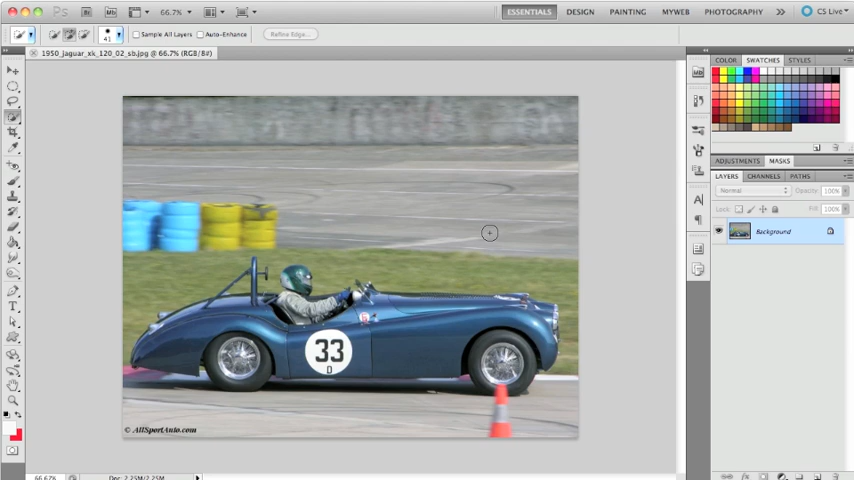 Ps
66.7%
ESSENTIALS
DESIGN
PAINTING
MYWEB
PHOTOGRAPHY
CS Live
41
Sample All Layers
Auto-Enhance
Refine Edge...
1950_jaguar_xk_120_02_sb.jpg @ 66.7% (RGB/8#)
COLOR
SWATCHES
STYLES
ADJUSTMENTS
MASKS
LAYERS
CHANNELS
PATHS
Normal
Opacity: 100%
Lock:
Fill: 100%
Background
33
D
© AllSportAuto.com
66.67%
Doc: 2.25M/2.25M